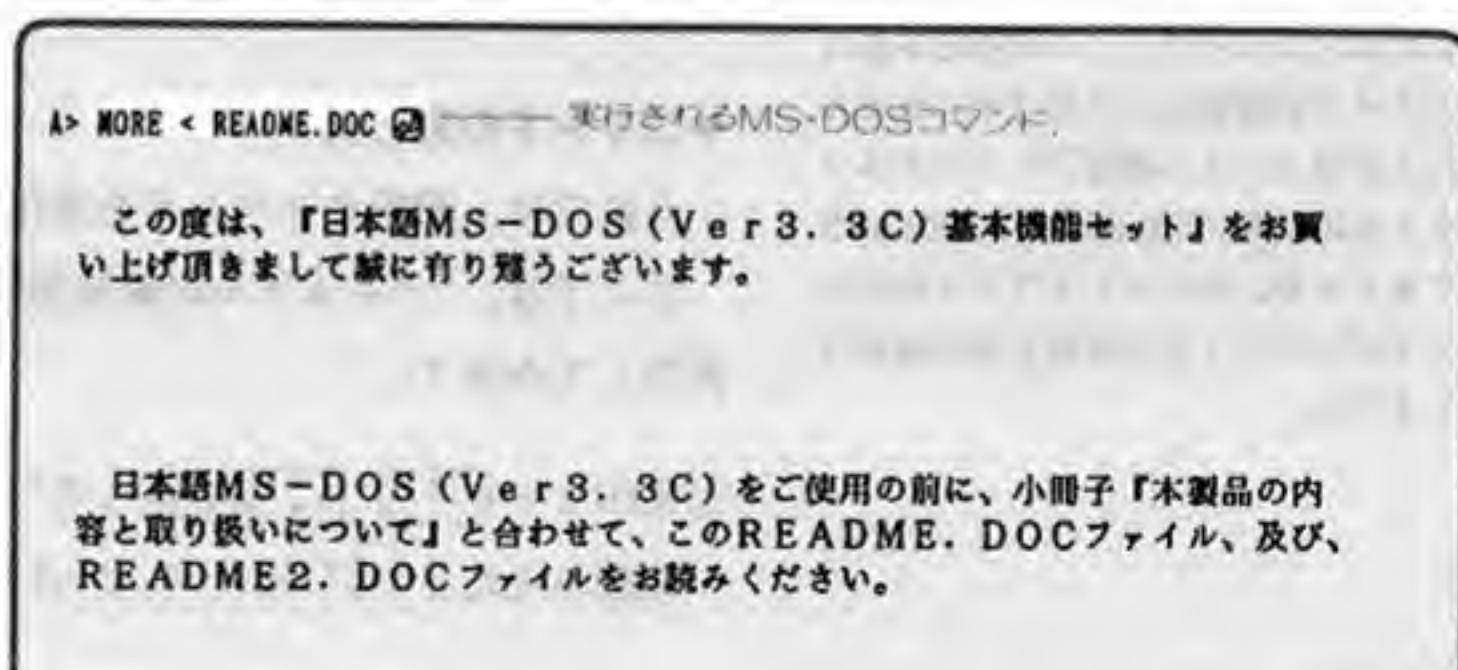 A> MORE < README.DOC
実行されるMS-DOSコマンド.
この度は、『日本語MS－DOS（Ver3．3C）基本機能セット』をお買
い上げ頂きまして誠に有り難うございます。
日本語MS－DOS（Ver3．3C）をご使用の前に、小冊子『本製品の内
容と取り扱いについて』と合わせて、このREADME．DOCファイル、及び、
README2．DOCファイルをお読みください。